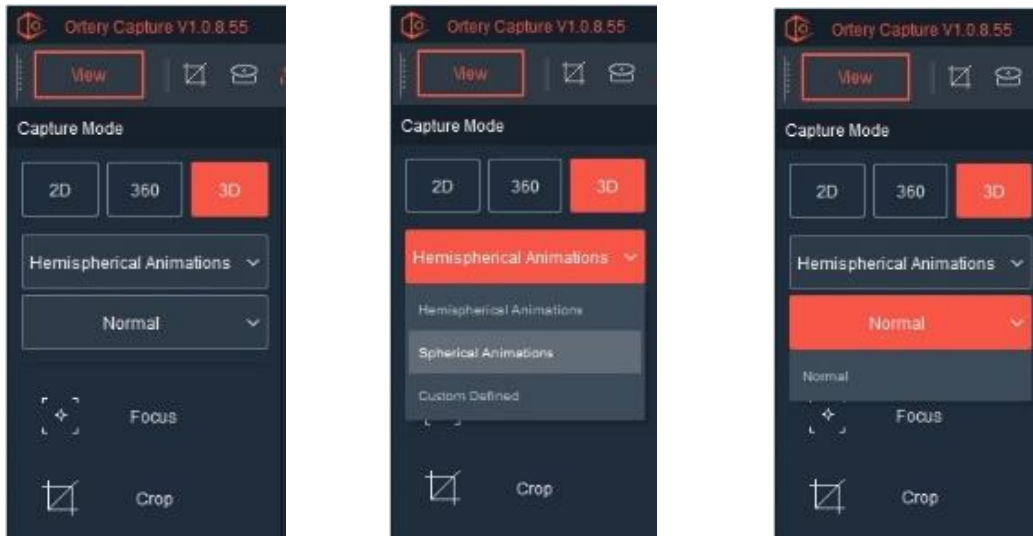 Ortery Capture V1.0.8.55
View
Capture Mode
2D 360 3D
Hemispherical Animations
Normal
Focus
Crop
Ortery Capture V1.0.8.55
View
Capture Mode
2D 360 3D
Hemispherical Animations
Hemispherical Animations
Spherical Animations
Custom Defined
Crop
Ortery Capture V1.0.8.55
View
Capture Mode
2D 360 3D
Hemispherical Animations
Normal
Normal
Focus
Crop